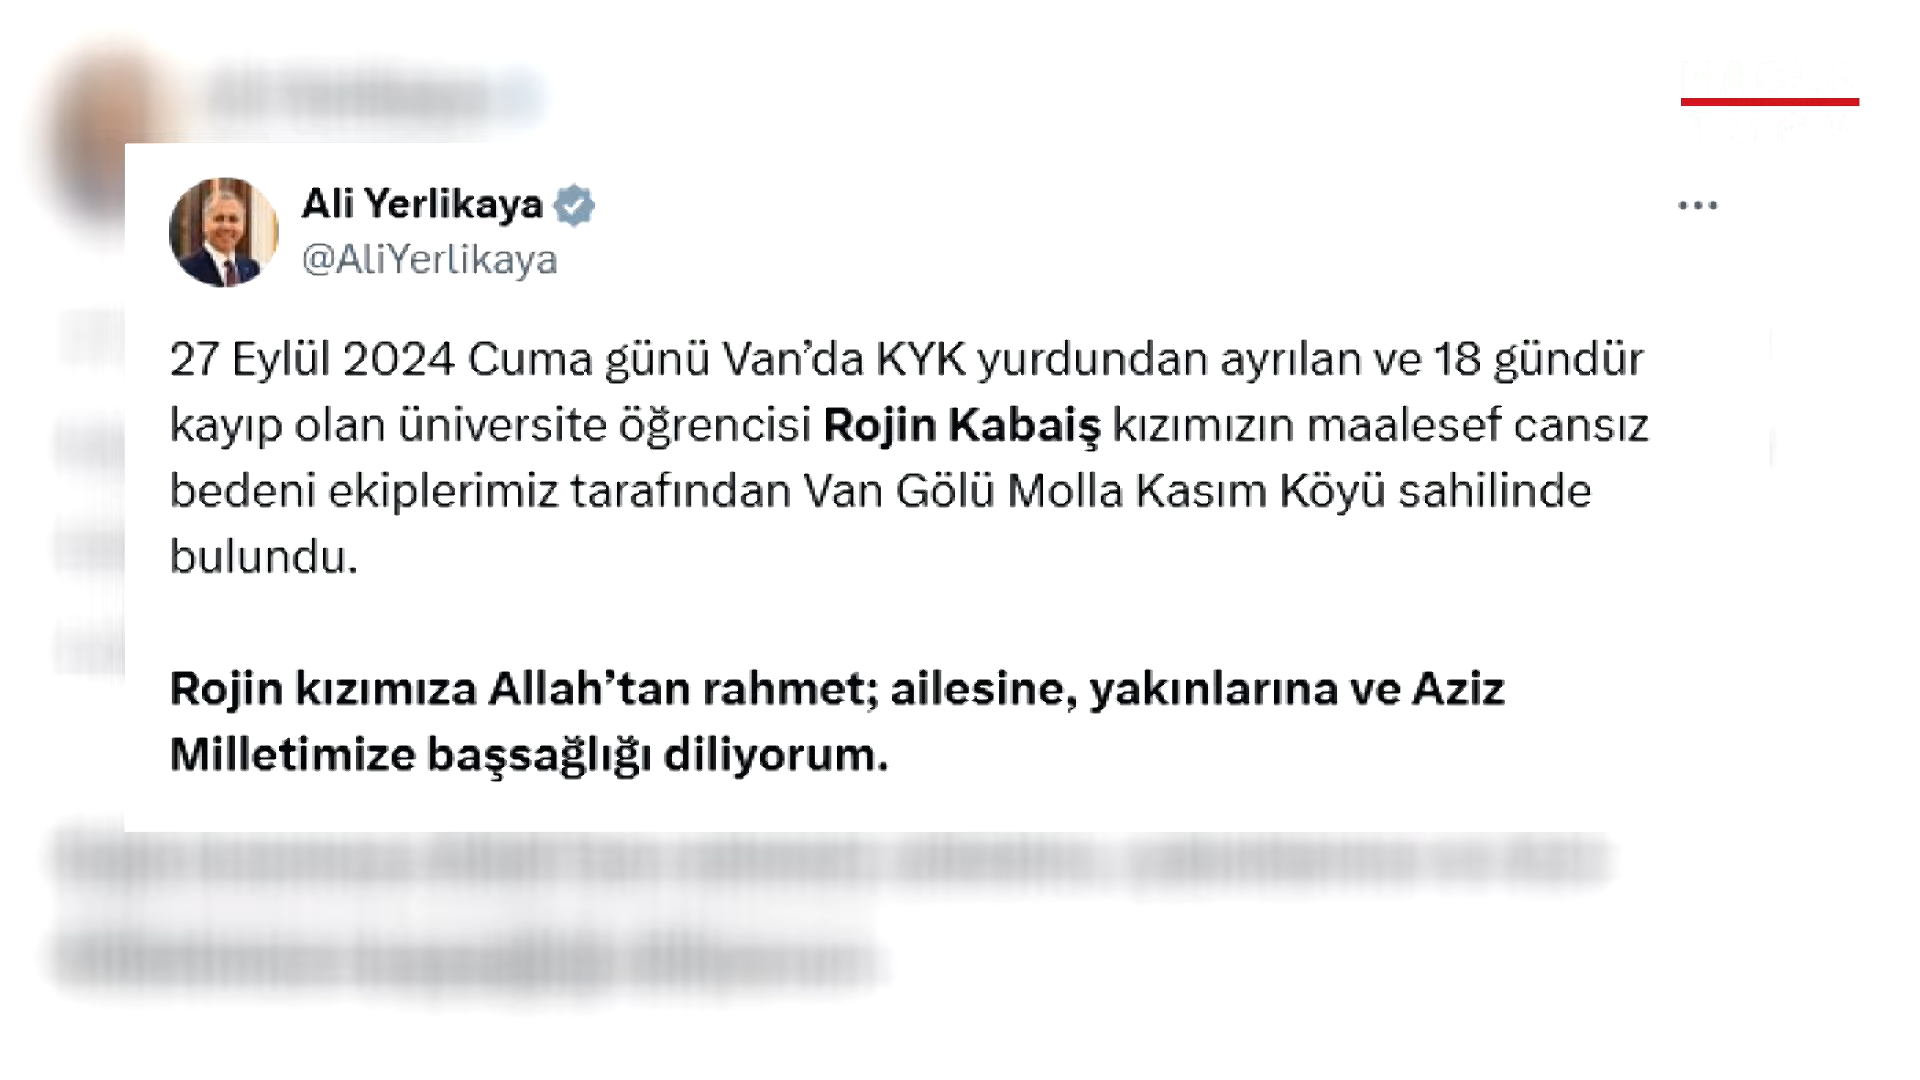 Ali Yerlikaya
@AliYerlikaya
27 Eylül 2024 Cuma günü Van’da KYK yurdundan ayrılan ve 18 gündür
kayıp olan üniversite öğrencisi Rojin Kabaiş kızımızın maalesef cansız
bedeni ekiplerimiz tarafından Van Gölü Molla Kasım Köyü sahilinde
bulundu.
Rojin kızımıza Allah’tan rahmet; ailesine, yakınlarına ve Aziz
Milletimize başsağlığı diliyorum.